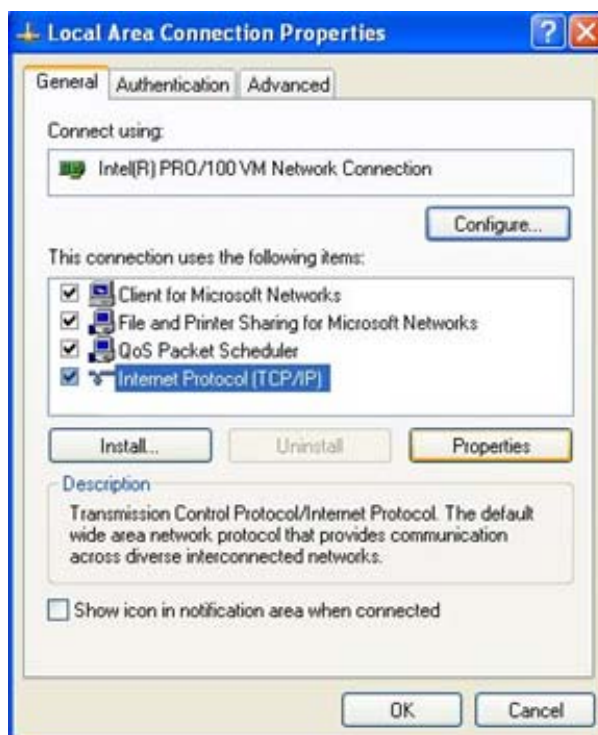 Local Area Connection Properties
General Authentication Advanced
Connect using:
Intel(R) PRO/100 VM Network Connection
Configure...
This connection uses the following items:
Client for Microsoft Networks
File and Printer Sharing for Microsoft Networks
QoS Packet Scheduler
Internet Protocol (TCP/IP)
Install... Uninstall Properties
Description
Transmission Control Protocol/Internet Protocol. The default
wide area network protocol that provides communication
across diverse interconnected networks.
Show icon in notification area when connected
OK Cancel